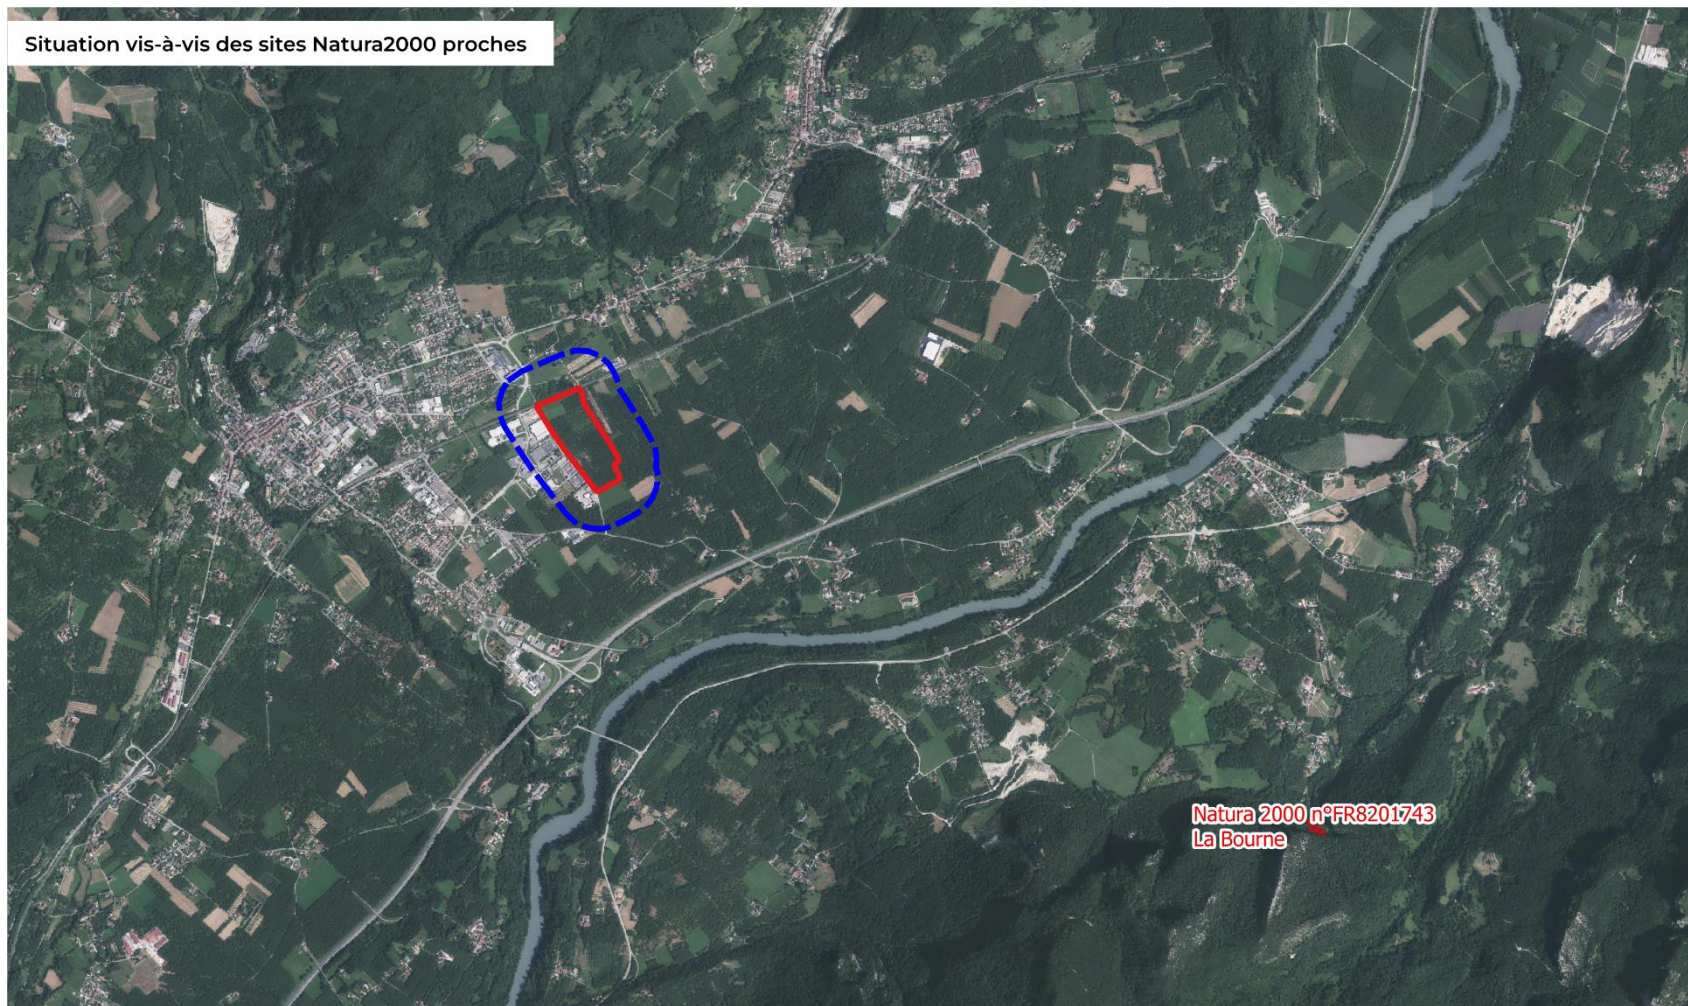 Situation vis-à-vis des sites Natura2000 proches
Natura 2000 n°FR8201743
La Bourne